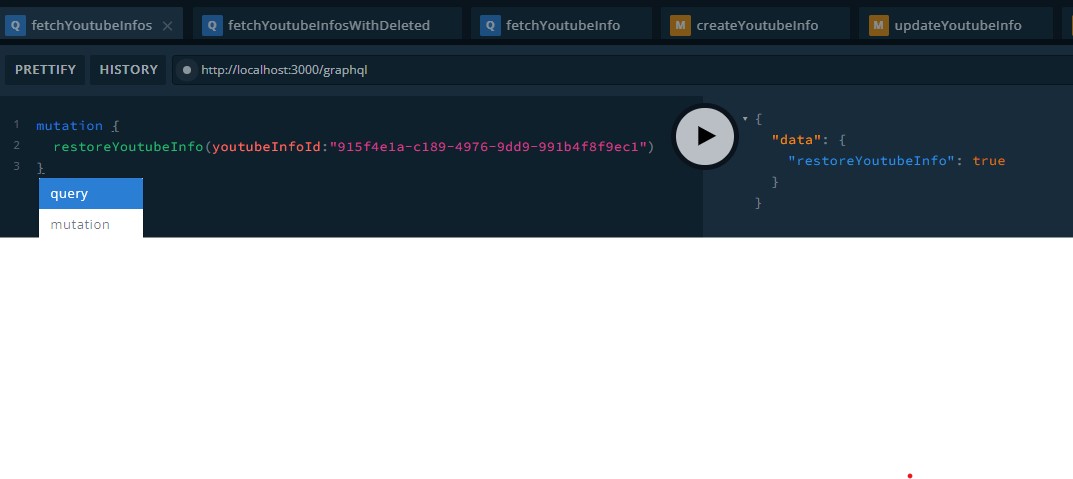 Q fetchYoutubeInfos × Q fetchYoutubeInfosWithDeleted Q fetchYoutubeInfo M createYoutubeInfo M updateYoutubeInfo
PRETTIFY HISTORY http://localhost:3000/graphql
1 mutation {
2 restoreYoutubeInfo(youtubeInfoId:"915f4e1a-c189-4976-9dd9-991b4f8f9ec1")
3 }
query
mutation
{
"data": {
"restoreYoutubeInfo": true
}
}